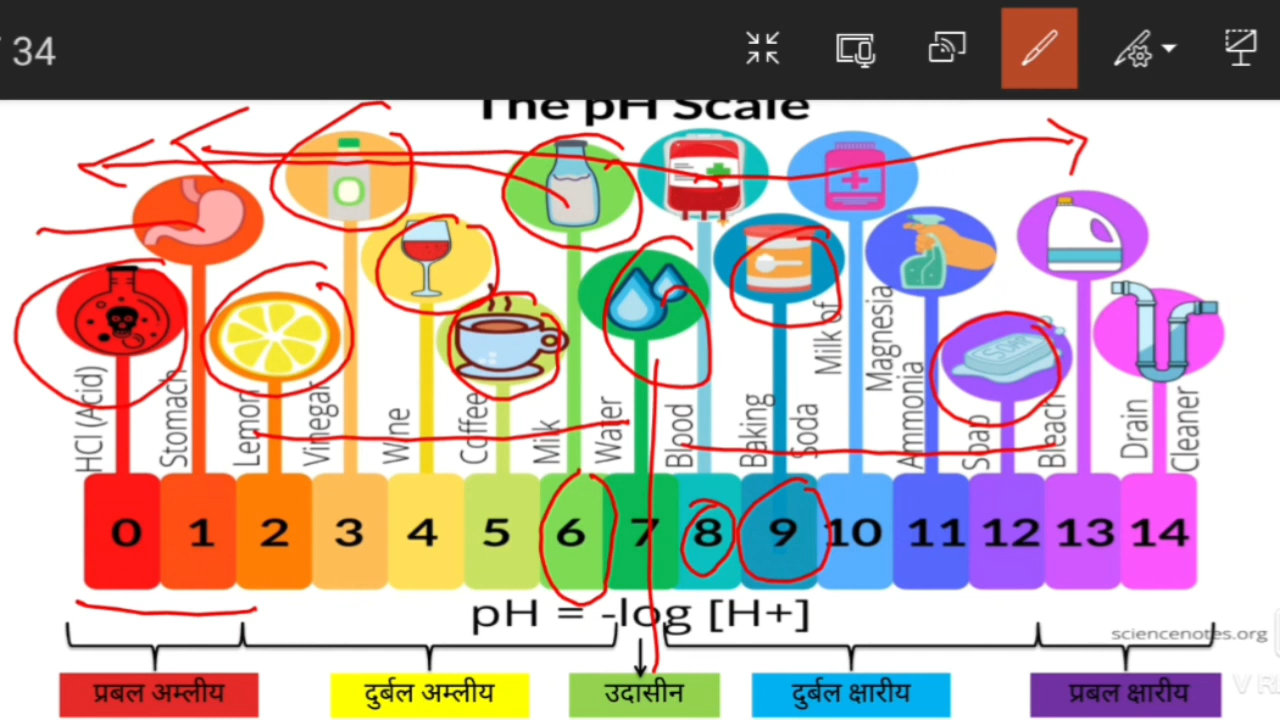 34
The pH Scale
HCl (Acid)
Stomach
Lemon
Vinegar
Wine
Coffee
Milk
Water
Blood
Baking
Soda
Milk of
Magnesia
Ammonia
Soap
Bleach
Drain
Cleaner
SOAP
0 1 2 3 4 5 6 7 8 9 10 11 12 13 14
pH = -log [H+]
sciencenotes.org
प्रबल अम्लीय
दुर्बल अम्लीय
उदासीन
दुर्बल क्षारीय
प्रबल क्षारीय